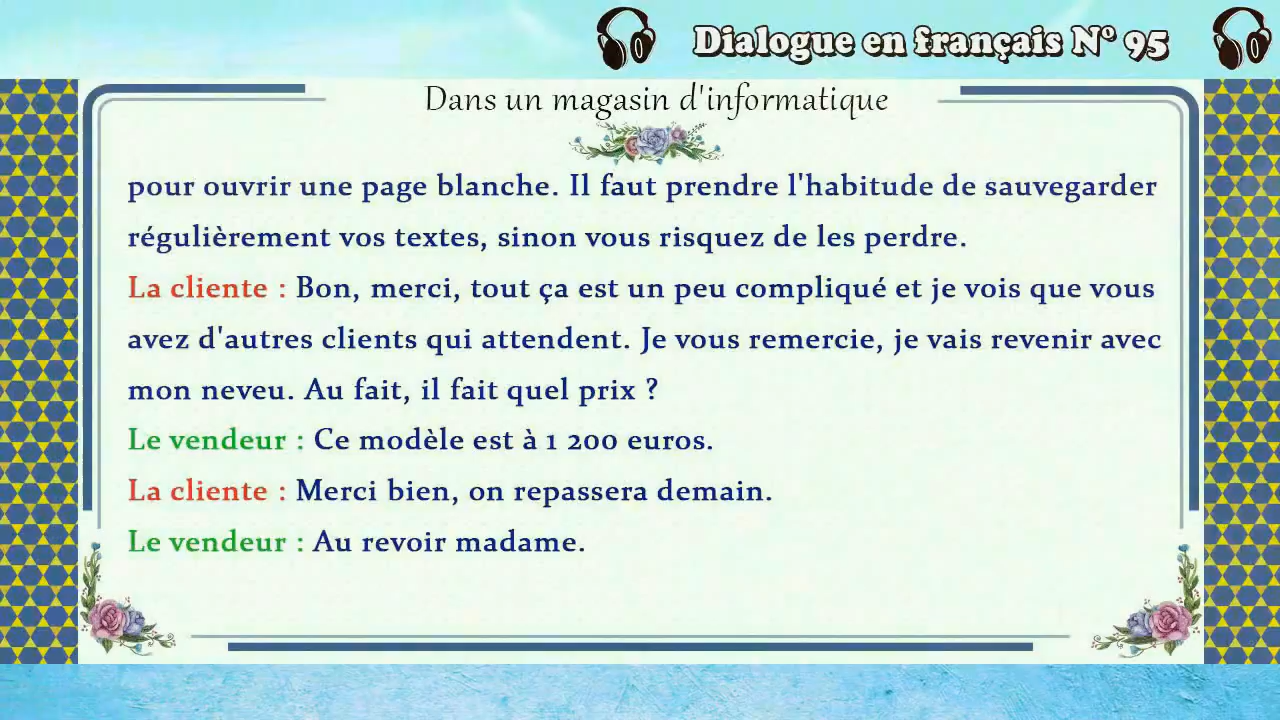 Dialogue en français Nº 95
Dans un magasin d'informatique
pour ouvrir une page blanche. Il faut prendre l'habitude de sauvegarder
régulièrement vos textes, sinon vous risquez de les perdre.
La cliente : Bon, merci, tout ça est un peu compliqué et je vois que vous
avez d'autres clients qui attendent. Je vous remercie, je vais revenir avec
mon neveu. Au fait, il fait quel prix ?
Le vendeur : Ce modèle est à 1 200 euros.
La cliente : Merci bien, on repassera demain.
Le vendeur : Au revoir madame.